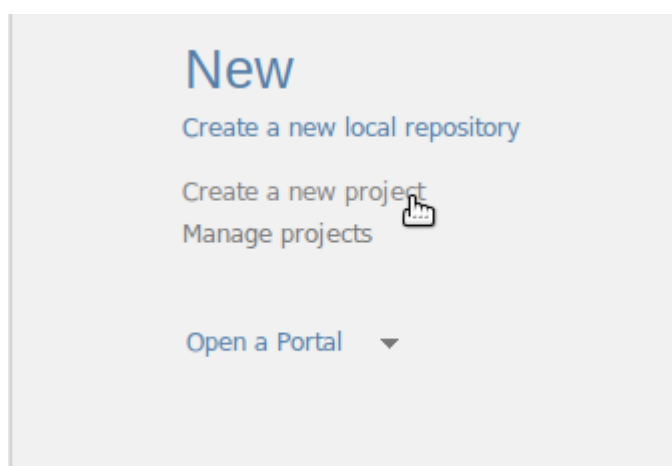 New
Create a new local repository
Create a new project
Manage projects
Open a Portal